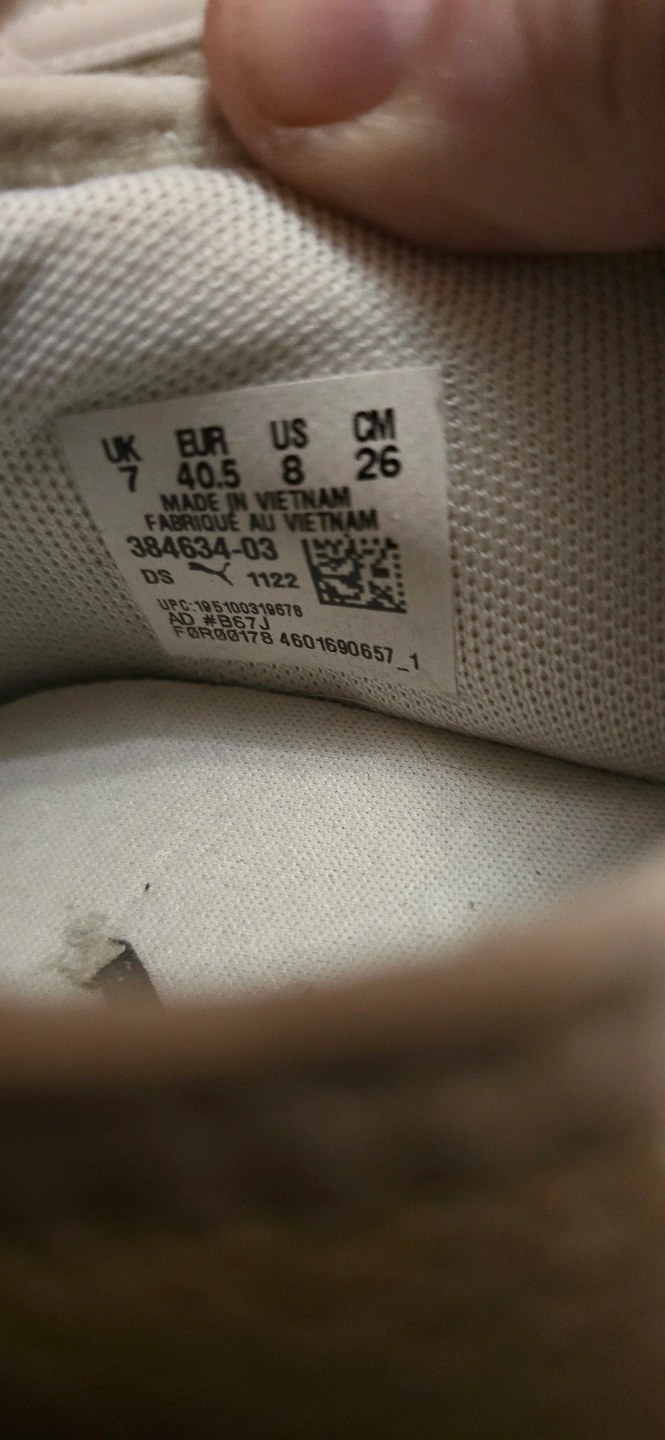 UK EUR US CM
7 40.5 8 26
MADE IN VIETNAM
FABRIQUÉ AU VIETNAM
384634-03
DS 1122
UPC:195100319678
AD #B67J
F0R00178 4601690657_1